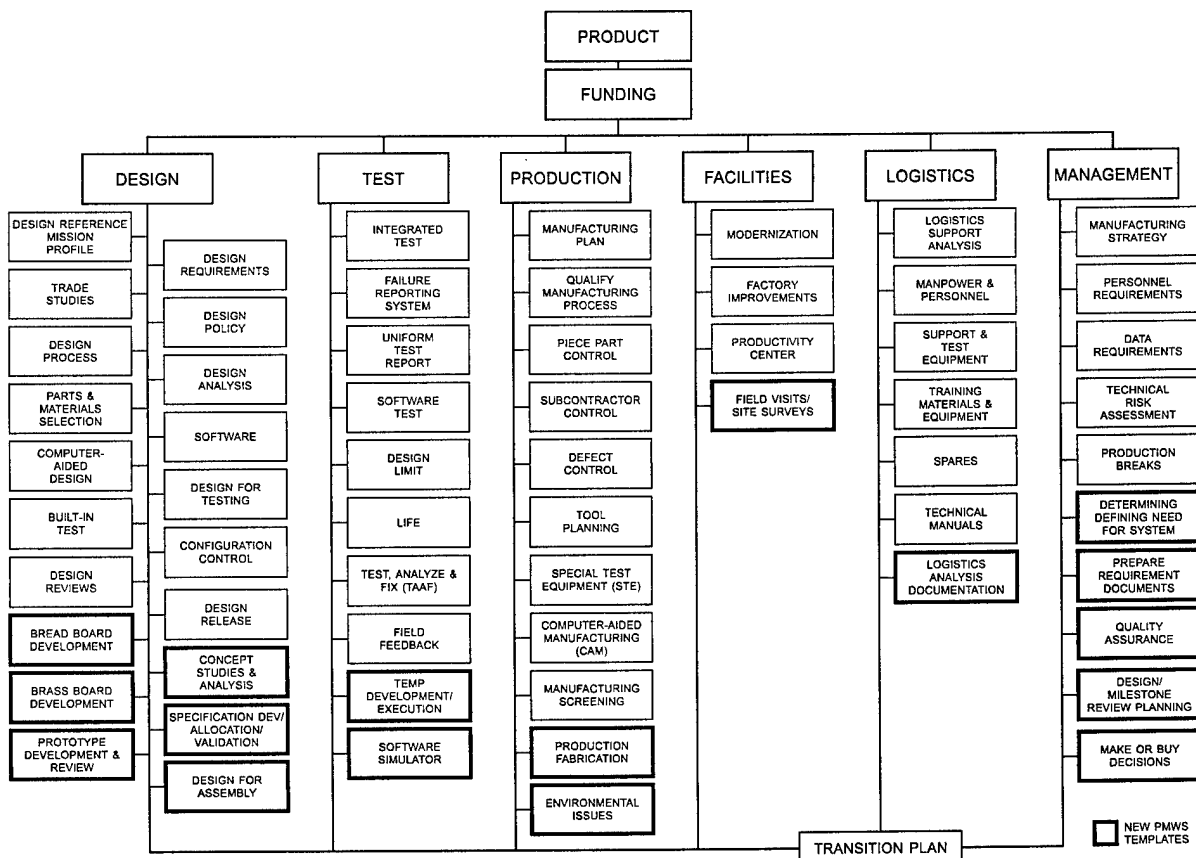 PRODUCT
FUNDING
DESIGN
DESIGN REFERENCE
MISSION
PROFILE
TRADE
STUDIES
DESIGN
PROCESS
PARTS &
MATERIALS
SELECTION
COMPUTER-
AIDED
DESIGN
BUILT-IN
TEST
DESIGN
REVIEWS
BREAD BOARD
DEVELOPMENT
BRASS BOARD
DEVELOPMENT
PROTOTYPE
DEVELOPMENT &
REVIEW
DESIGN
REQUIREMENTS
DESIGN
POLICY
DESIGN
ANALYSIS
SOFTWARE
DESIGN FOR
TESTING
CONFIGURATION
CONTROL
DESIGN
RELEASE
CONCEPT
STUDIES &
ANALYSIS
SPECIFICATION DEV/
ALLOCATION/
VALIDATION
DESIGN FOR
ASSEMBLY
TEST
INTEGRATED
TEST
FAILURE
REPORTING
SYSTEM
UNIFORM
TEST
REPORT
SOFTWARE
TEST
DESIGN
LIMIT
LIFE
TEST, ANALYZE &
FIX (TAAF)
FIELD
FEEDBACK
TEMP
DEVELOPMENT/
EXECUTION
SOFTWARE
SIMULATOR
PRODUCTION
MANUFACTURING
PLAN
QUALIFY
MANUFACTURING
PROCESS
PIECE PART
CONTROL
SUBCONTRACTOR
CONTROL
DEFECT
CONTROL
TOOL
PLANNING
SPECIAL TEST
EQUIPMENT (STE)
COMPUTER-AIDED
MANUFACTURING
(CAM)
MANUFACTURING
SCREENING
PRODUCTION
FABRICATION
ENVIRONMENTAL
ISSUES
FACILITIES
MODERNIZATION
FACTORY
IMPROVEMENTS
PRODUCTIVITY
CENTER
FIELD VISITS/
SITE SURVEYS
LOGISTICS
LOGISTICS
SUPPORT
ANALYSIS
MANPOWER &
PERSONNEL
SUPPORT &
TEST
EQUIPMENT
TRAINING
MATERIALS &
EQUIPMENT
SPARES
TECHNICAL
MANUALS
LOGISTICS
ANALYSIS
DOCUMENTATION
MANAGEMENT
MANUFACTURING
STRATEGY
PERSONNEL
REQUIREMENTS
DATA
REQUIREMENTS
TECHNICAL
RISK
ASSESSMENT
PRODUCTION
BREAKS
DETERMINING
DEFINING NEED
FOR SYSTEM
PREPARE
REQUIREMENT
DOCUMENTS
QUALITY
ASSURANCE
DESIGN/
MILESTONE
REVIEW PLANNING
MAKE OR BUY
DECISIONS
TRANSITION PLAN
NEW PMWS
TEMPLATES